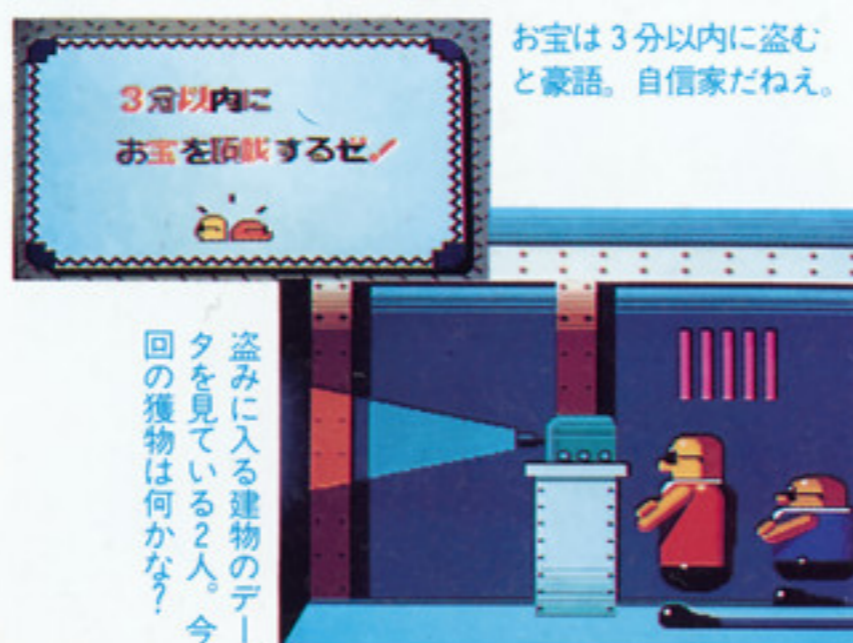 お宝は3分以内に盗む
と豪語。自信家だねえ。
3分以内に
お宝を頂戴するゼ!
盗みに入る建物のデー
タを見ている2人。今
回の獲物は何かな?